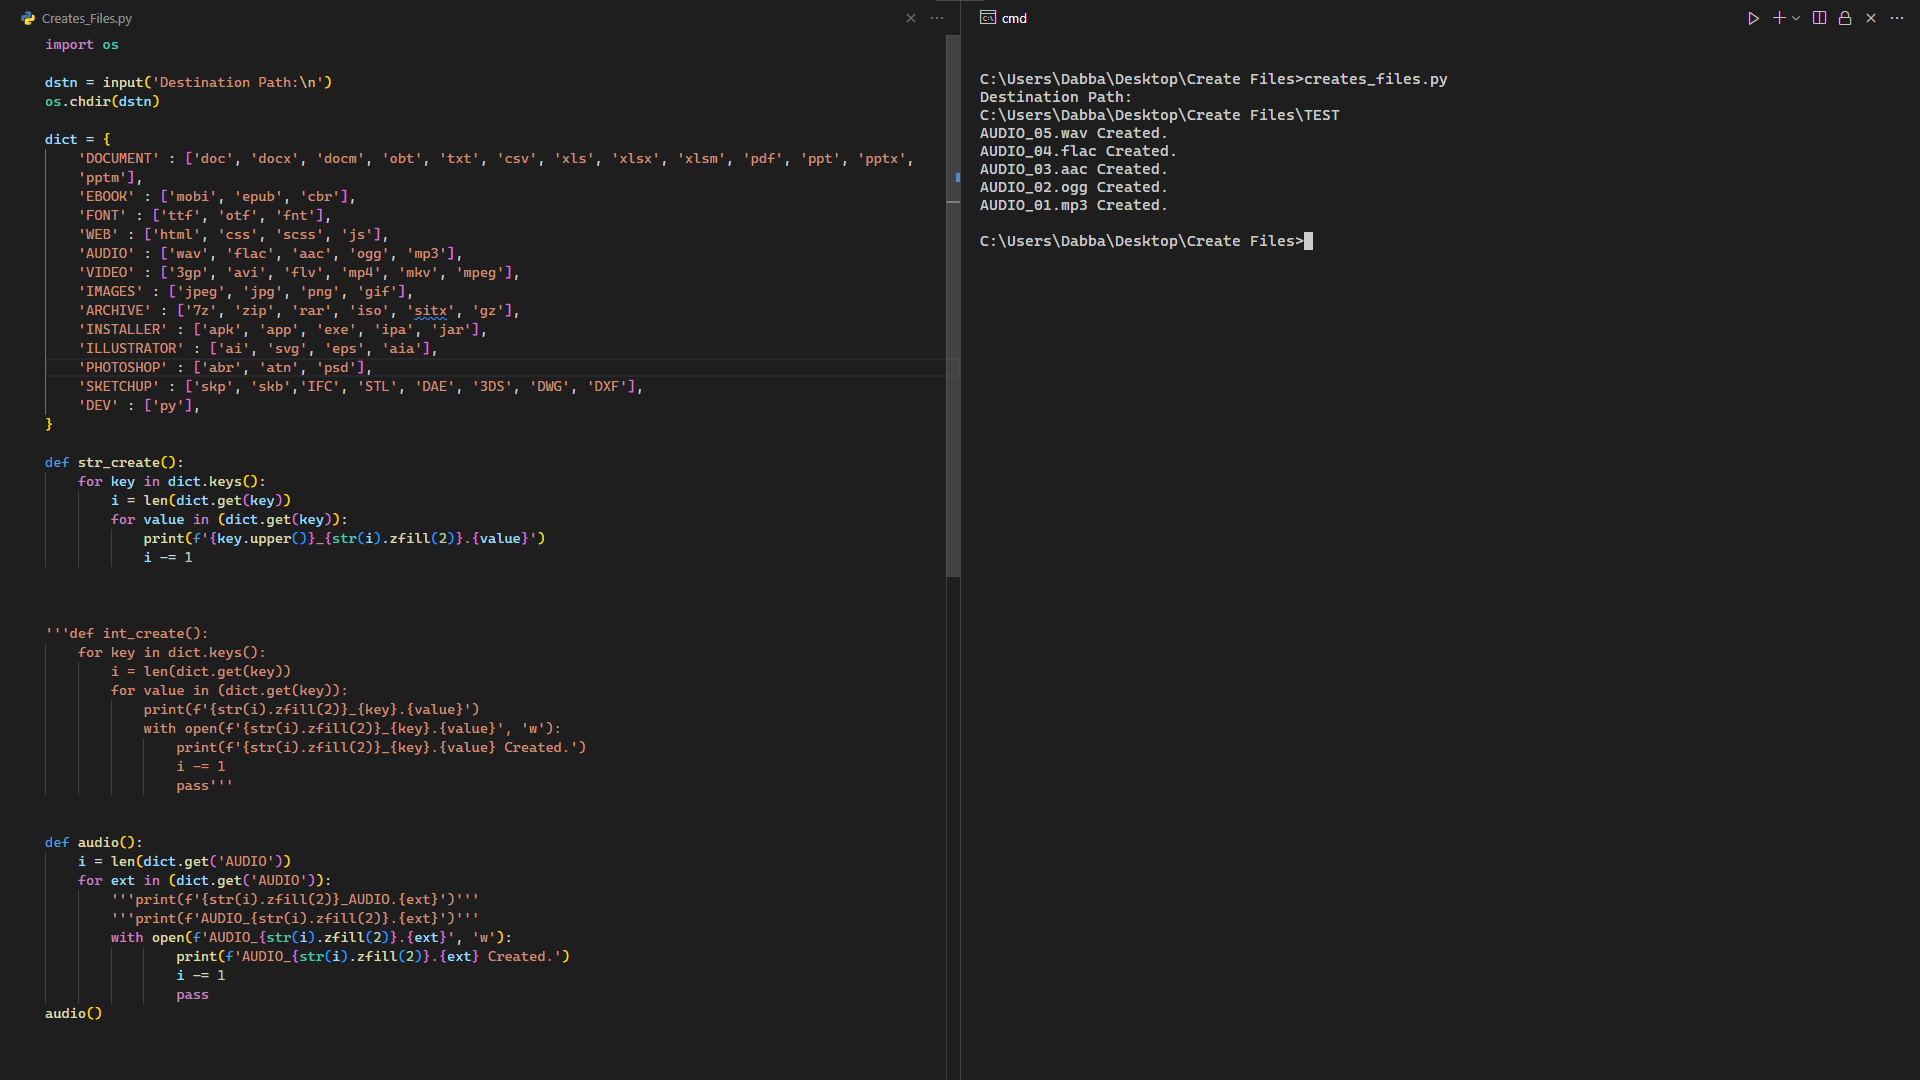 Creates_Files.py
import os
dstn = input('Destination Path:\n')
os.chdir(dstn)
dict = {
    'DOCUMENT' : ['doc', 'docx', 'docm', 'obt', 'txt', 'csv', 'xls', 'xlsx', 'xlsm', 'pdf', 'ppt', 'pptx',
    'pptm'],
    'EBOOK' : ['mobi', 'epub', 'cbr'],
    'FONT' : ['ttf', 'otf', 'fnt'],
    'WEB' : ['html', 'css', 'scss', 'js'],
    'AUDIO' : ['wav', 'flac', 'aac', 'ogg', 'mp3'],
    'VIDEO' : ['3gp', 'avi', 'flv', 'mp4', 'mkv', 'mpeg'],
    'IMAGES' : ['jpeg', 'jpg', 'png', 'gif'],
    'ARCHIVE' : ['7z', 'zip', 'rar', 'iso', 'sitx', 'gz'],
    'INSTALLER' : ['apk', 'app', 'exe', 'ipa', 'jar'],
    'ILLUSTRATOR' : ['ai', 'svg', 'eps', 'aia'],
    'PHOTOSHOP' : ['abr', 'atn', 'psd'],
    'SKETCHUP' : ['skp', 'skb','IFC', 'STL', 'DAE', '3DS', 'DWG', 'DXF'],
    'DEV' : ['py'],
}
def str_create():
    for key in dict.keys():
        i = len(dict.get(key))
        for value in (dict.get(key)):
            print(f'{key.upper()}_{str(i).zfill(2)}.{value}')
            i -= 1
'''def int_create():
    for key in dict.keys():
        i = len(dict.get(key))
        for value in (dict.get(key)):
            print(f'{str(i).zfill(2)}_{key}.{value}')
            with open(f'{str(i).zfill(2)}_{key}.{value}', 'w'):
                print(f'{str(i).zfill(2)}_{key}.{value} Created.')
                i -= 1
                pass'''
def audio():
    i = len(dict.get('AUDIO'))
    for ext in (dict.get('AUDIO')):
        '''print(f'{str(i).zfill(2)}_AUDIO.{ext}')'''
        '''print(f'AUDIO_{str(i).zfill(2)}.{ext}')'''
        with open(f'AUDIO_{str(i).zfill(2)}.{ext}', 'w'):
                print(f'AUDIO_{str(i).zfill(2)}.{ext} Created.')
                i -= 1
                pass
audio()
cmd
C:\Users\Dabba\Desktop\Create Files>creates_files.py
Destination Path:
C:\Users\Dabba\Desktop\Create Files\TEST
AUDIO_05.wav Created.
AUDIO_04.flac Created.
AUDIO_03.aac Created.
AUDIO_02.ogg Created.
AUDIO_01.mp3 Created.
C:\Users\Dabba\Desktop\Create Files>